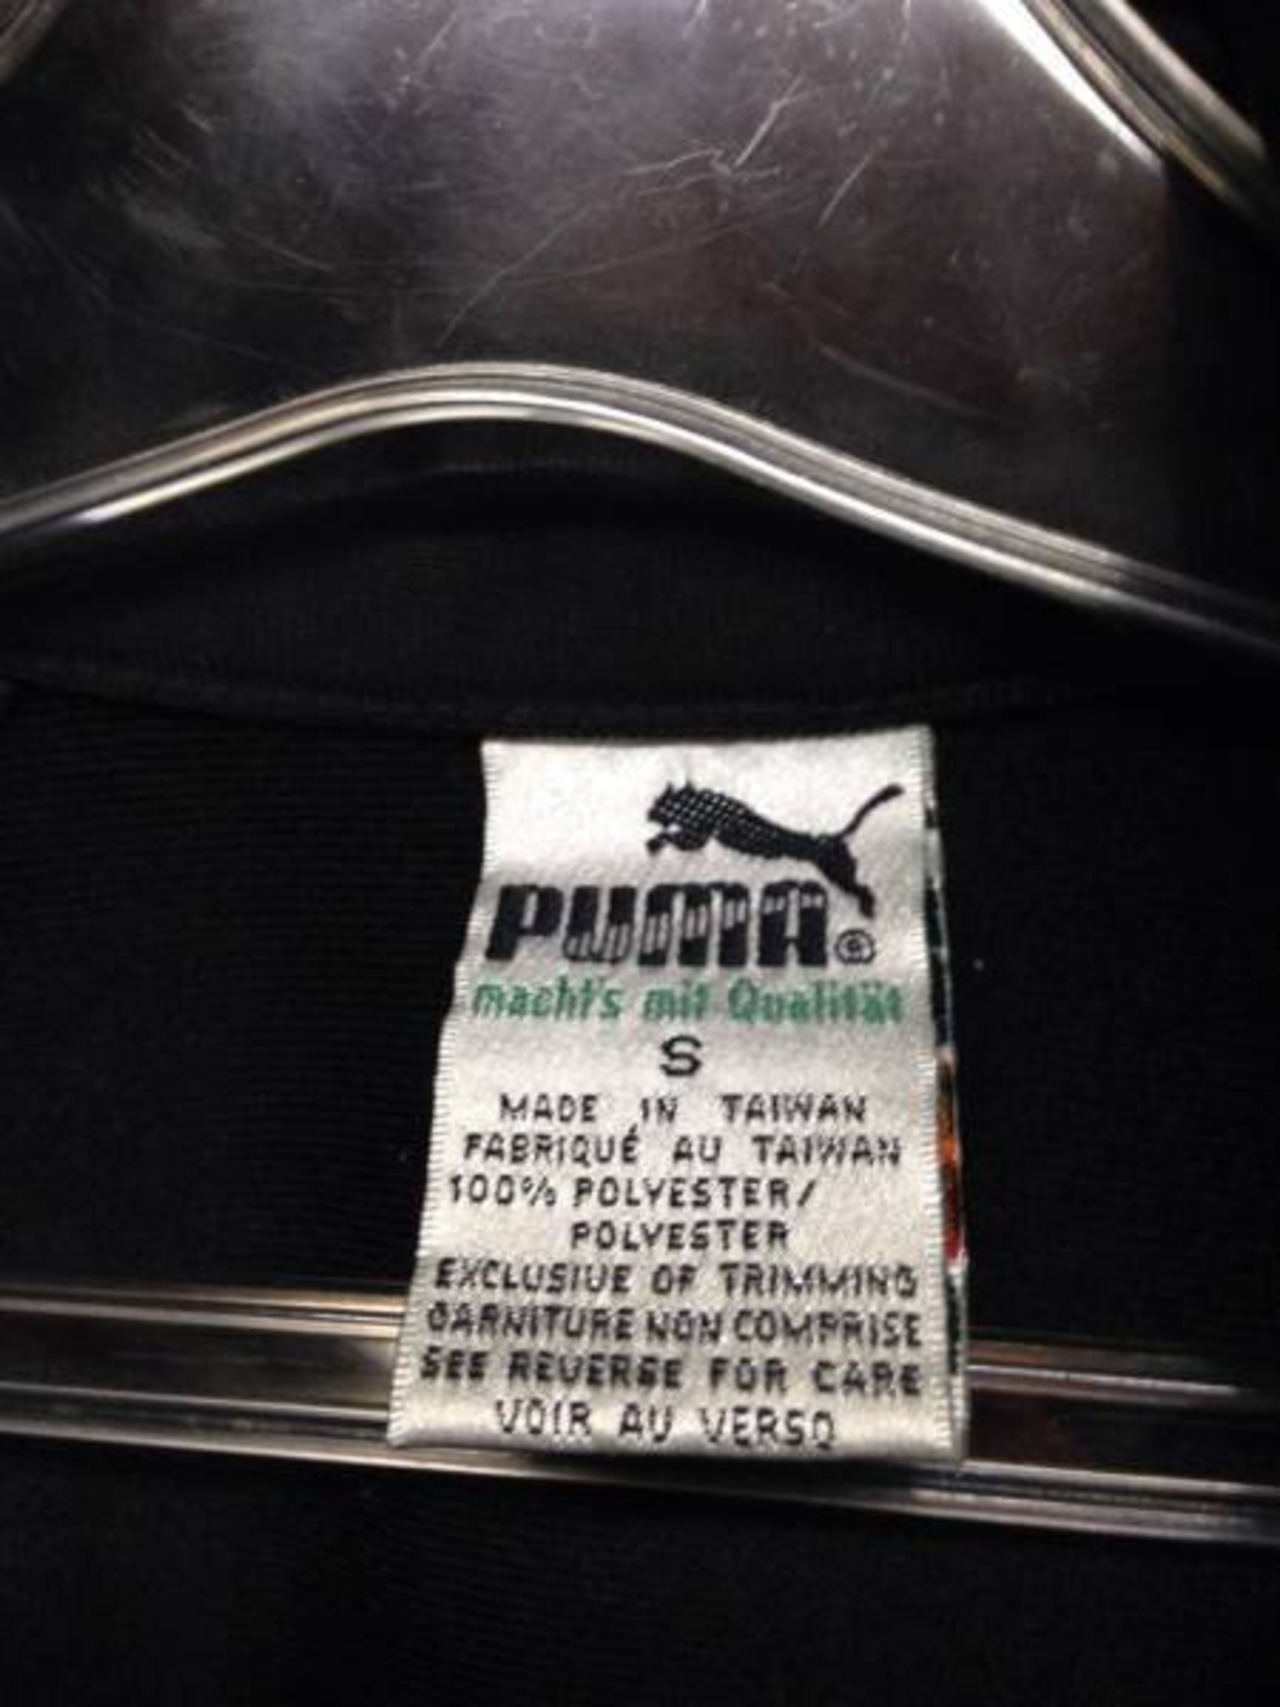 PUMA®
macht's mit Qualität
S
MADE IN TAIWAN
FABRIQUÉ AU TAIWAN
100% POLYESTER/
POLYESTER
EXCLUSIVE OF TRIMMING
GARNITURE NON COMPRISE
SEE REVERSE FOR CARE
VOIR AU VERSO